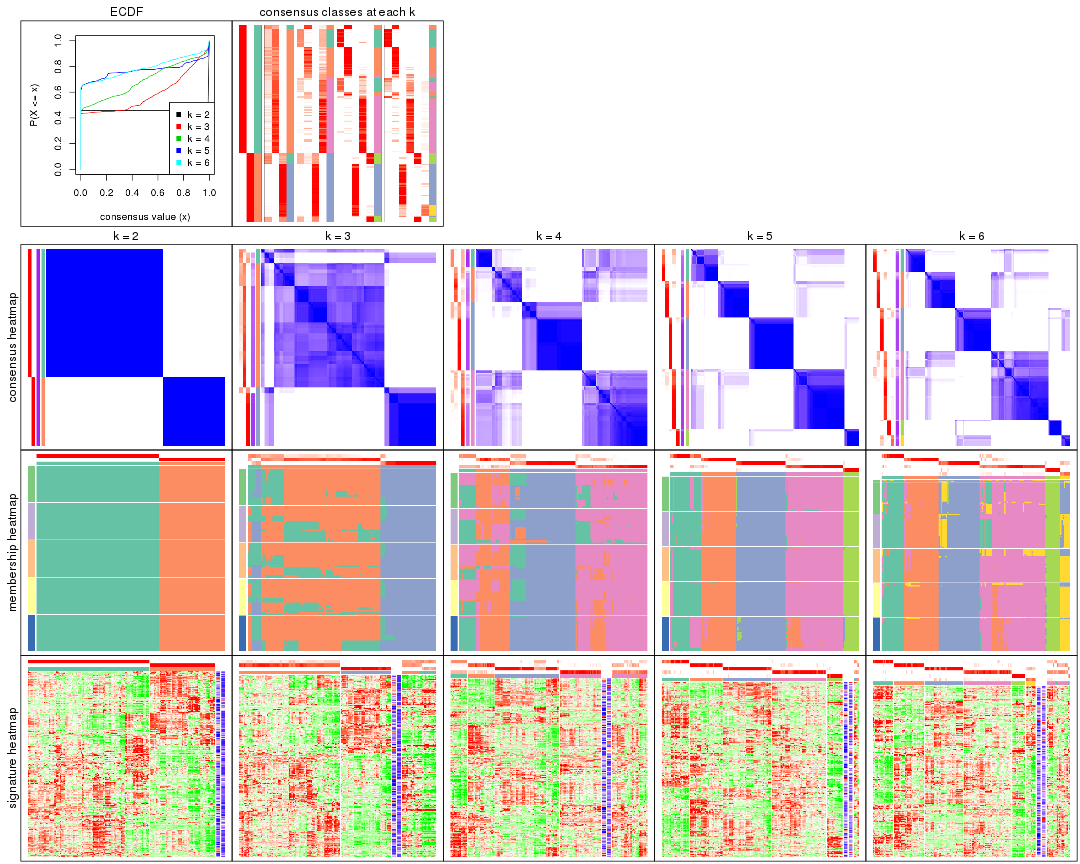 ECDF
consensus classes at each k
P(X <= x)
0.0 0.2 0.4 0.6 0.8 1.0
k = 2
k = 3
k = 4
k = 5
k = 6
0.0 0.2 0.4 0.6 0.8 1.0
consensus value (x)
k = 2
k = 3
k = 4
k = 5
k = 6
consensus heatmap
membership heatmap
signature heatmap